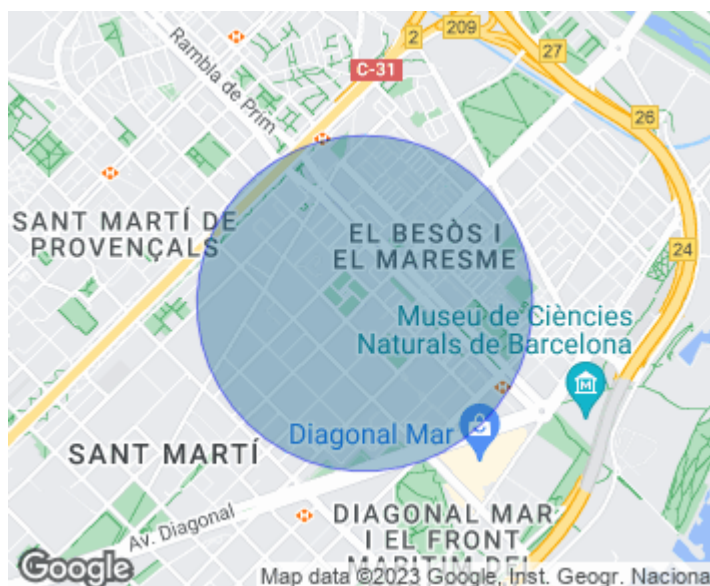 Rambla de Prim
2
209
27
C-31
26
SANT MARTÍ DE
PROVENÇALS
EL BESÒS I
EL MARESME
24
Museu de Ciències
Naturals de Barcelona
M
Diagonal Mar
SANT MARTÍ
Av. Diagonal
DIAGONAL MAR
I EL FRONT
MARÍTIM DEL
Google
Map data ©2023 Google, Inst. Geogr. Naciona